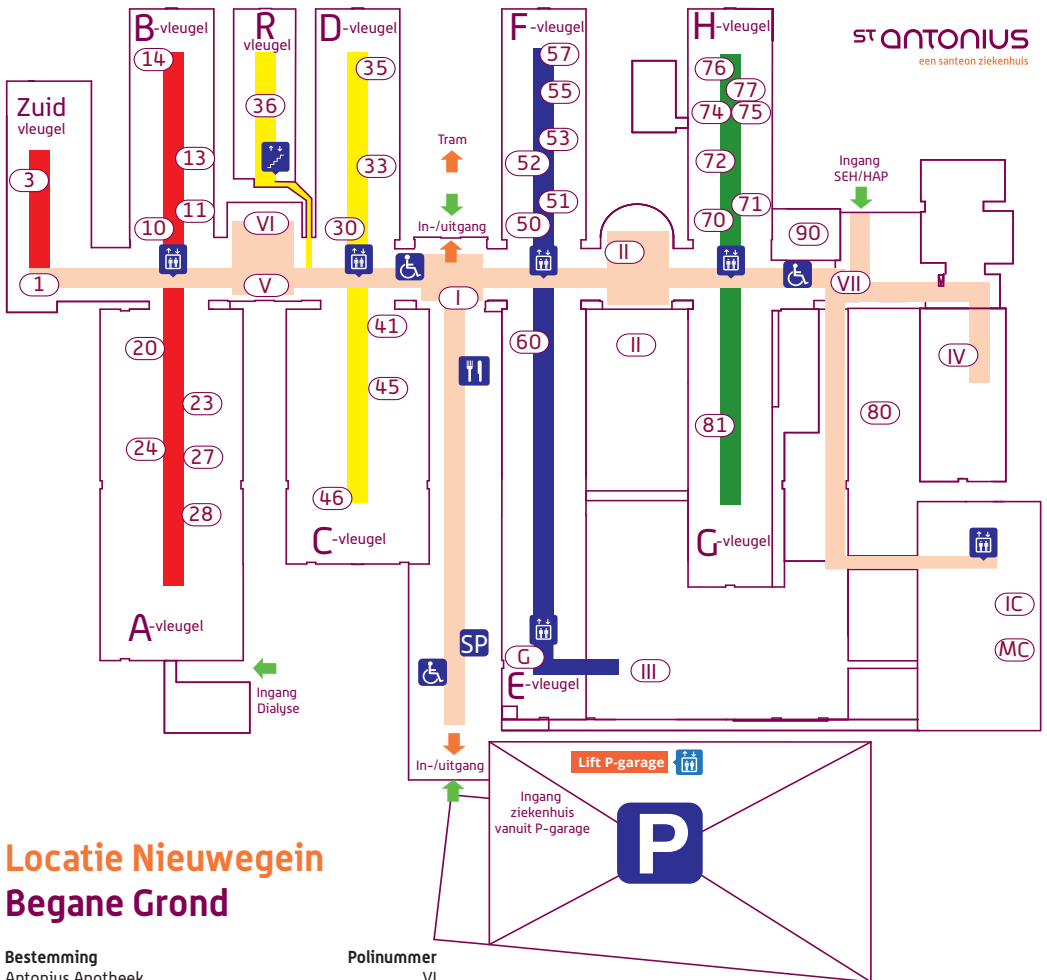 B-vleugel
R
vleugel
D-vleugel
F-vleugel
H-vleugel
ST ANTONIUS
een santeon ziekenhuis
14
35
57
76
77
Zuid
vleugel
36
55
74
75
Tram
13
33
53
52
72
Ingang
SEH/HAP
3
11
51
71
10
VI
30
In-/uitgang
50
70
90
II
1
V
I
VII
20
41
60
II
IV
45
23
80
24
27
81
46
28
C-vleugel
G-vleugel
IC
A-vleugel
SP
MC
G
III
E-vleugel
Ingang
Dialyse
In-/uitgang
Lift P-garage
Ingang
ziekenhuis
vanuit P-garage
P
Locatie Nieuwegein
Begane Grond
Bestemming Polinummer
Antonius Apotheek VI